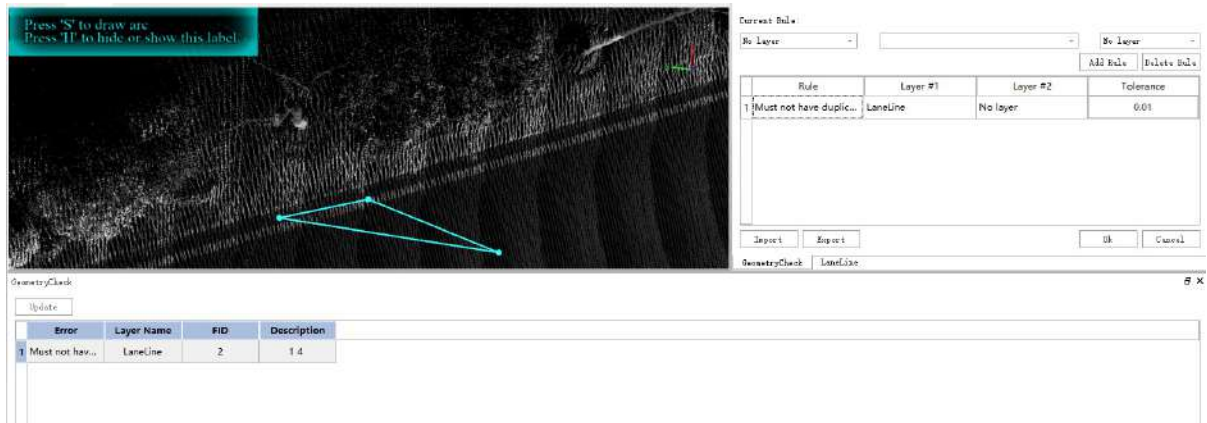 Press 'S' to draw arc
Press 'H' to hide or show this label.
Current Rule
No layer
No layer
Add Rule Delete Rule
Rule Layer #1 Layer #2 Tolerance
1 Must not have duplic... LaneLine No layer 0.01
Import Export Ok Cancel
GeometryCheck LaneLine
GeometryCheck
Update
Error Layer Name FID Description
1 Must not hav... LaneLine 2 1 4